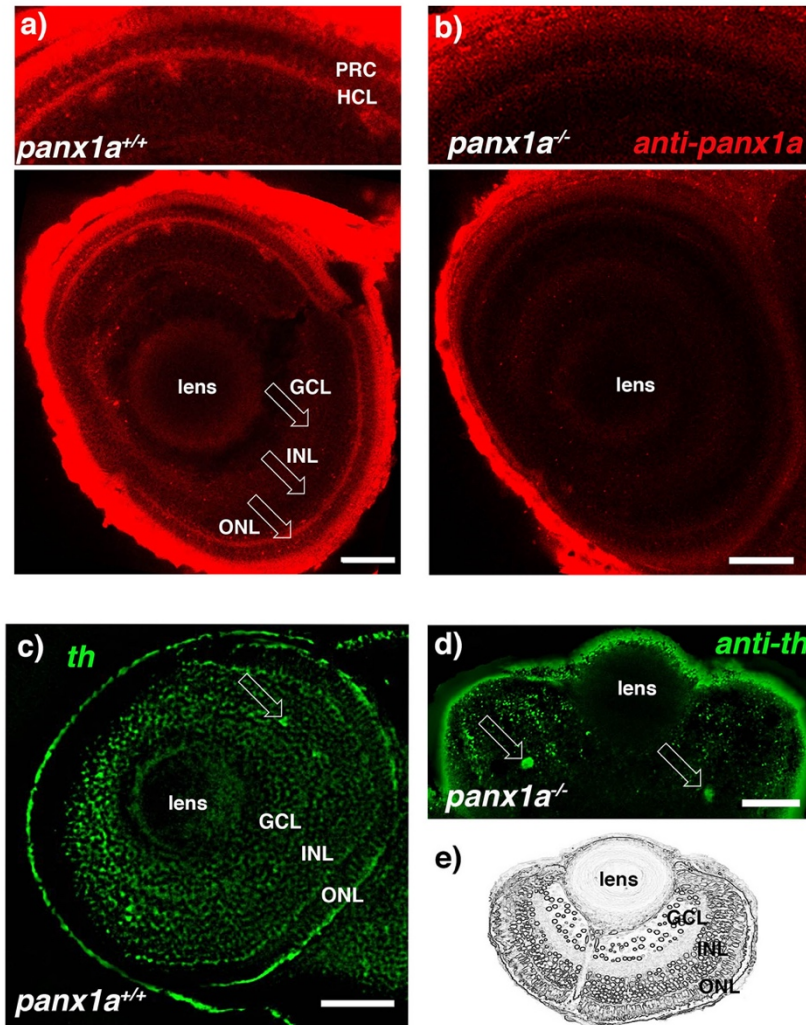 a)
PRC
HCL
panx1a+/+
lens
GCL
INL
ONL
b)
panx1a-/-
anti-panx1a
lens
c)
th
lens
GCL
INL
ONL
panx1a+/+
d)
anti-th
lens
panx1a-/-
e)
lens
GCL
INL
ONL